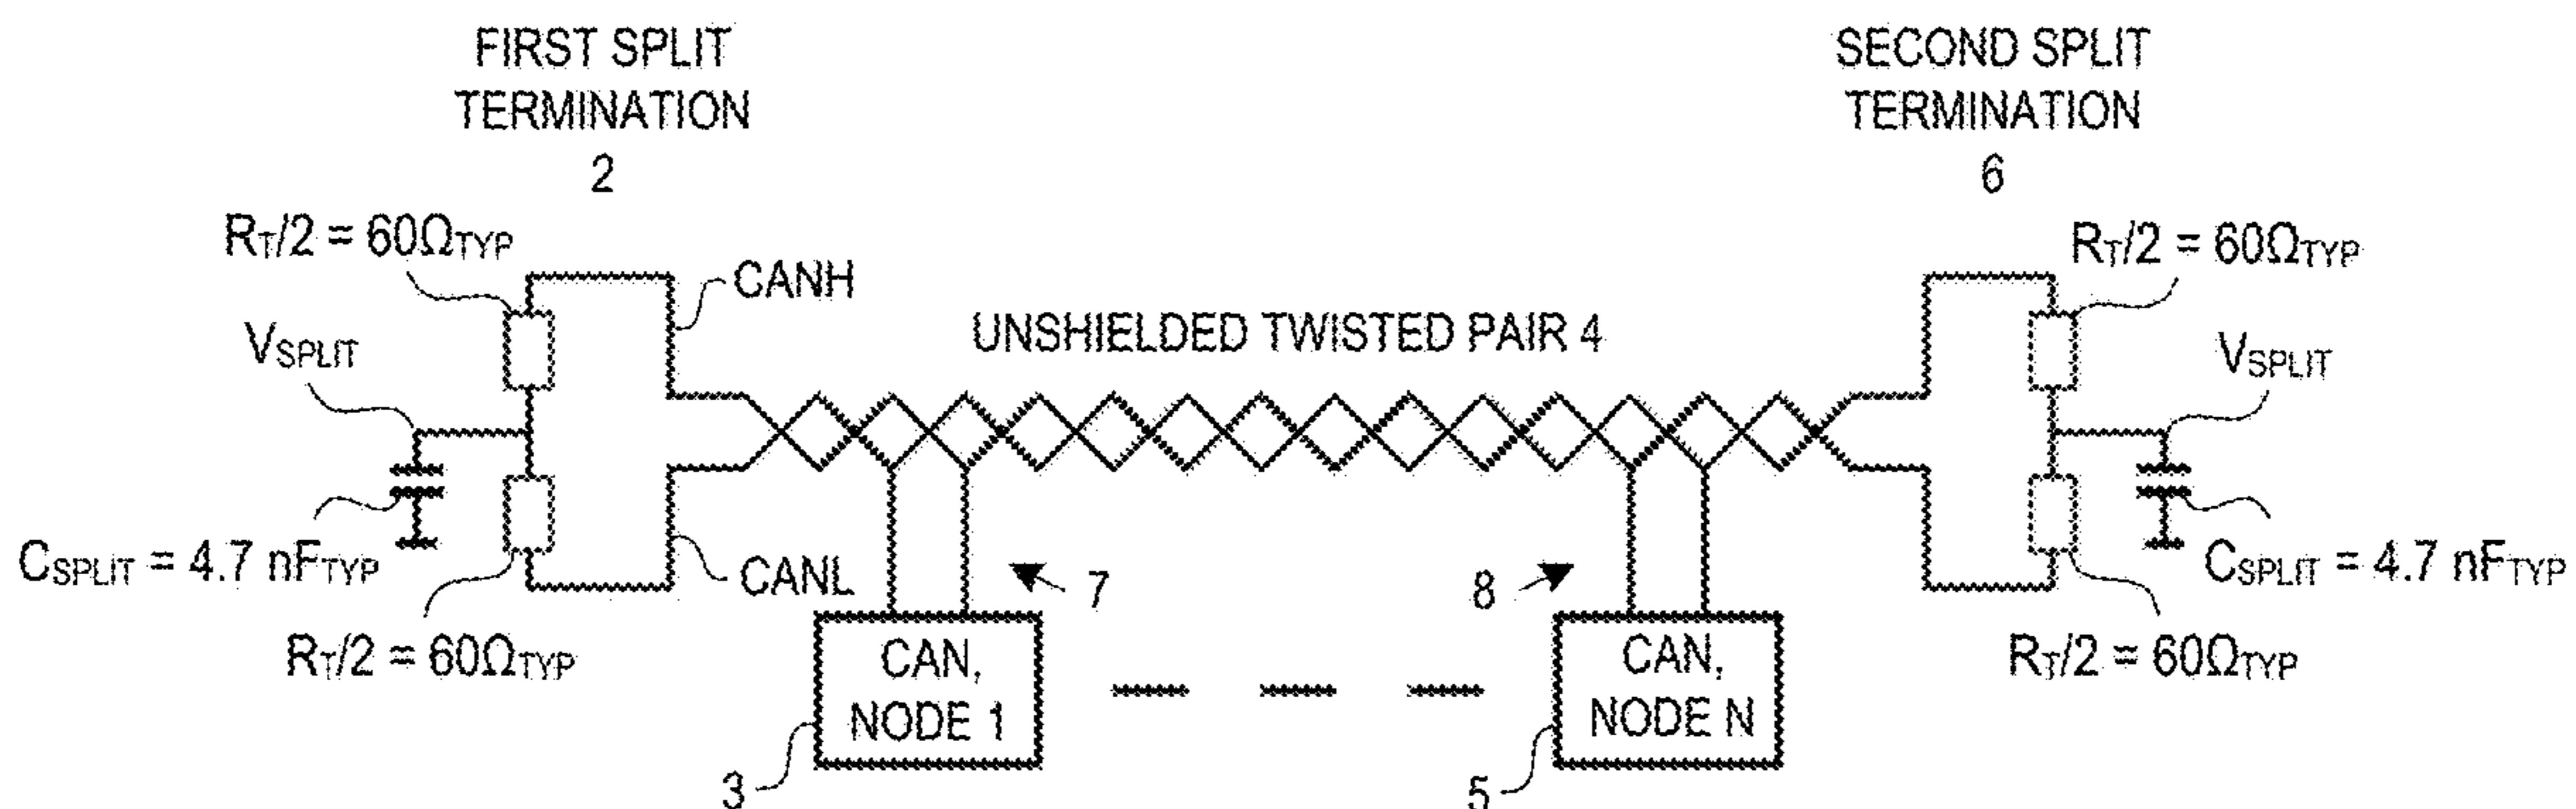 FIRST SPLIT
TERMINATION
2
SECOND SPLIT
TERMINATION
6
RT/2 = 60ΩTYP
RT/2 = 60ΩTYP
CANH
VSPLIT
UNSHIELDED TWISTED PAIR 4
VSPLIT
CSPLIT = 4.7 nFTYP
CANL
7
8
CSPLIT = 4.7 nFTYP
RT/2 = 60ΩTYP
CAN,
NODE 1
CAN,
NODE N
RT/2 = 60ΩTYP
3
5